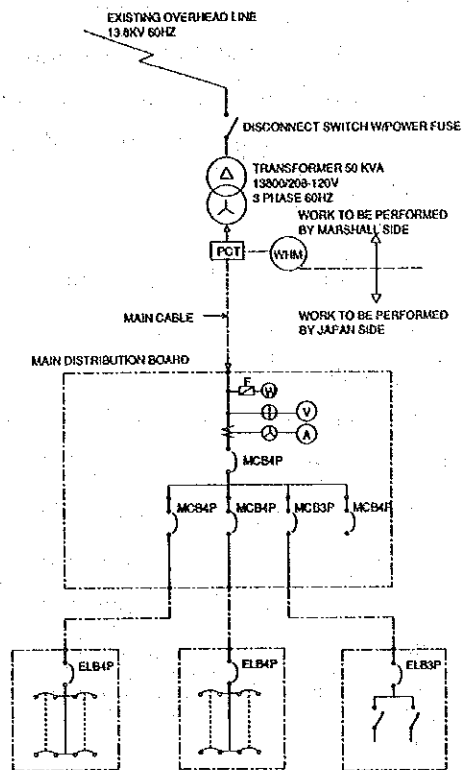 EXISTING OVERHEAD LINE
13.8KV 60HZ
DISCONNECT SWITCH W/POWER FUSE
TRANSFORMER 50 KVA
13800/208-120V
3 PHASE 60HZ
WORK TO BE PERFORMED
BY MARSHALL SIDE
PCT
WHM
WORK TO BE PERFORMED
BY JAPAN SIDE
MAIN CABLE
MAIN DISTRIBUTION BOARD
F
W
V
A
MCB4P
MCB4P
MCB4P
MCB3P
MCB4P
ELB4P
ELB4P
ELB3P